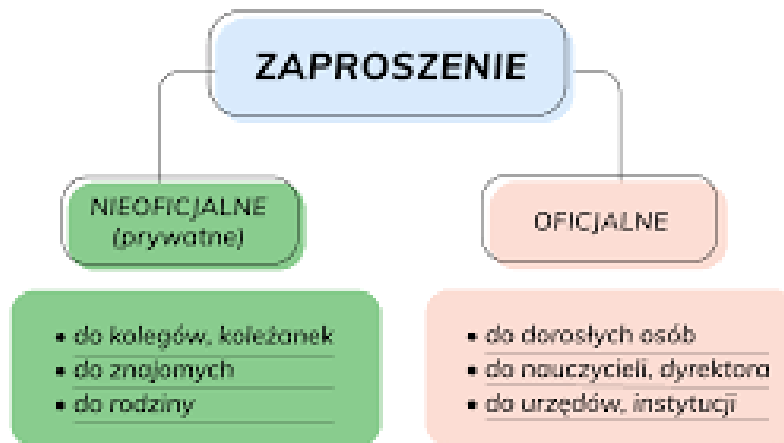 ZAPROSZENIE
NIEOFICJALNE
(prywatne)
OFICJALNE
• do kolegów, koleżanek
• do znajomych
• do rodziny
• do dorosłych osób
• do nauczycieli, dyrektora
• do urzędów, instytucji